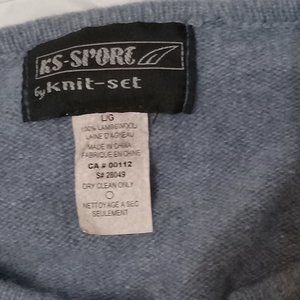 KS-SPORT
by knit-set
L/G
100% LAMBSWOOL
LAINE D'AGNEAU
MADE IN CHINA
FABRIQUE EN CHINE
CA # 00112
S# 28049
DRY CLEAN ONLY
NETTOYAGE A SEC
SEULEMENT